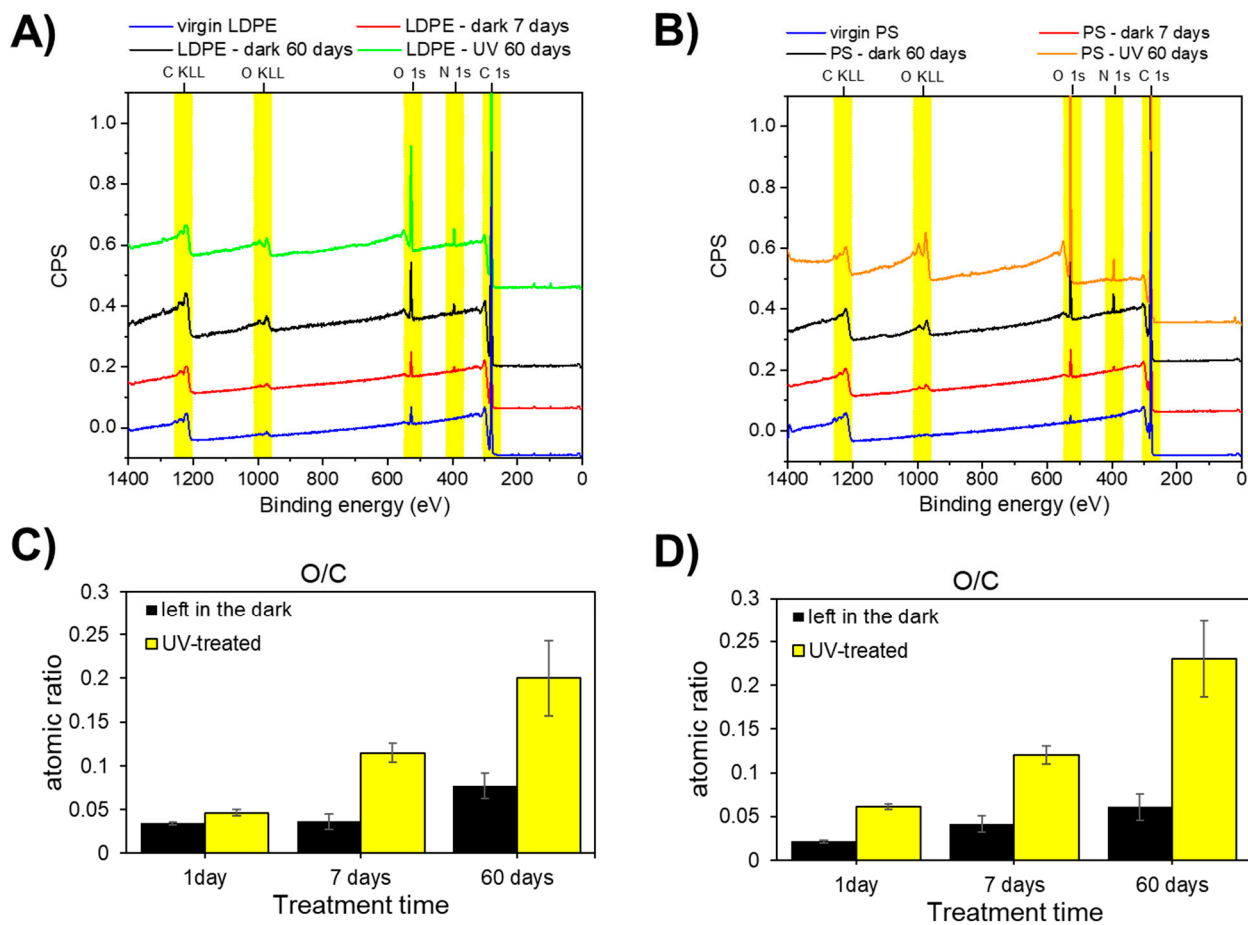 A)
virgin LDPE LDPE - dark 7 days
LDPE - dark 60 days LDPE - UV 60 days
C KLL O KLL O 1s N 1s C 1s
1.0
0.8
0.6
0.4
0.2
0.0
CPS
1400 1200 1000 800 600 400 200 0
Binding energy (eV)
B)
virgin PS PS - dark 7 days
PS - dark 60 days PS - UV 60 days
C KLL O KLL O 1s N 1s C 1s
1.0
0.8
0.6
0.4
0.2
0.0
CPS
1400 1200 1000 800 600 400 200 0
Binding energy (eV)
C)
O/C
left in the dark
UV-treated
0.3
0.25
0.2
0.15
0.1
0.05
0
atomic ratio
1day 7 days 60 days
Treatment time
D)
O/C
left in the dark
UV-treated
0.3
0.25
0.2
0.15
0.1
0.05
0
atomic ratio
1day 7 days 60 days
Treatment time